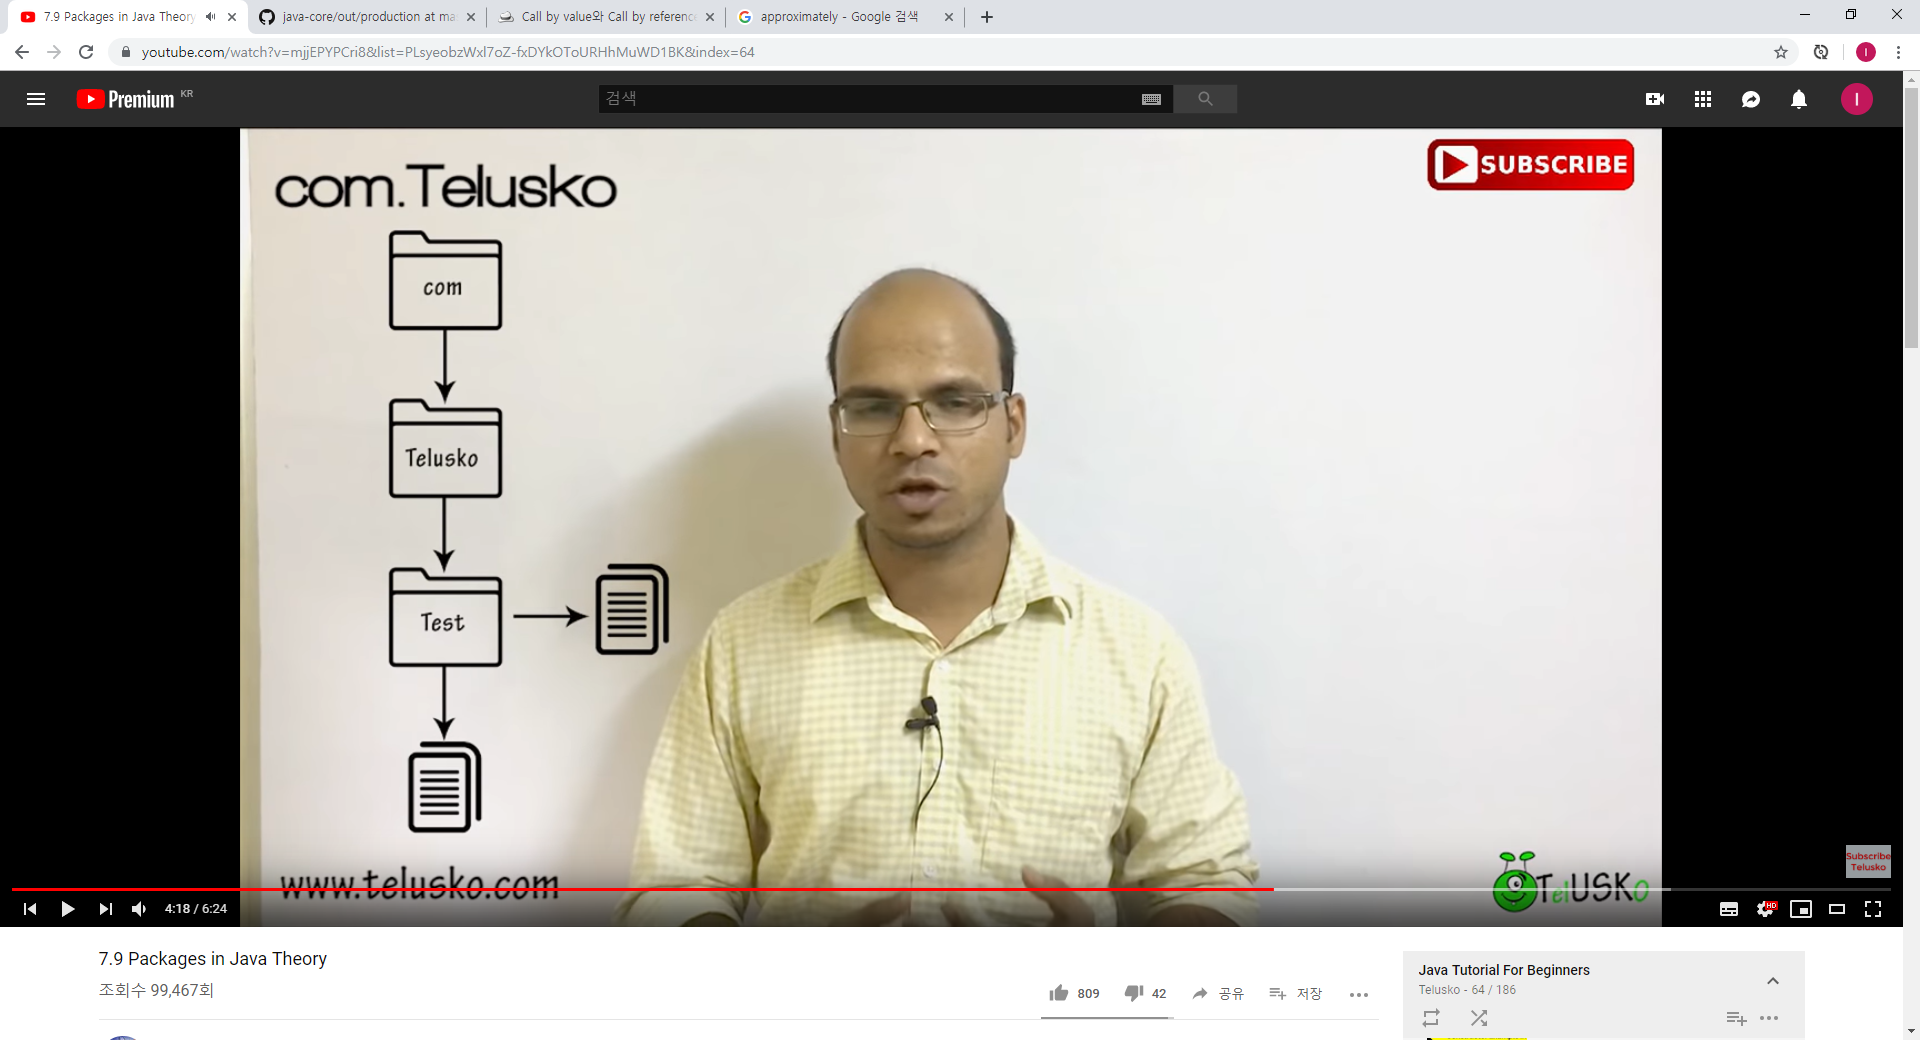 7.9 Packages in Java Theory
java-core/out/production at ma
Call by value와 Call by referenc
approximately - Google 검색
youtube.com/watch?v=mjjEPYPCri8&list=PLsyeobzWxl7oZ-fxDYkOToURHhMuWD1BK&index=64
I
Premium KR
검색
I
com.Telusko
SUBSCRIBE
com
Telusko
Test
www.telusko.com
Subscribe
Telusko
TelUSKo
4:18 / 6:24
HD
7.9 Packages in Java Theory
조회수 99,467회
809
42
공유
저장
Java Tutorial For Beginners
Telusko - 64 / 186